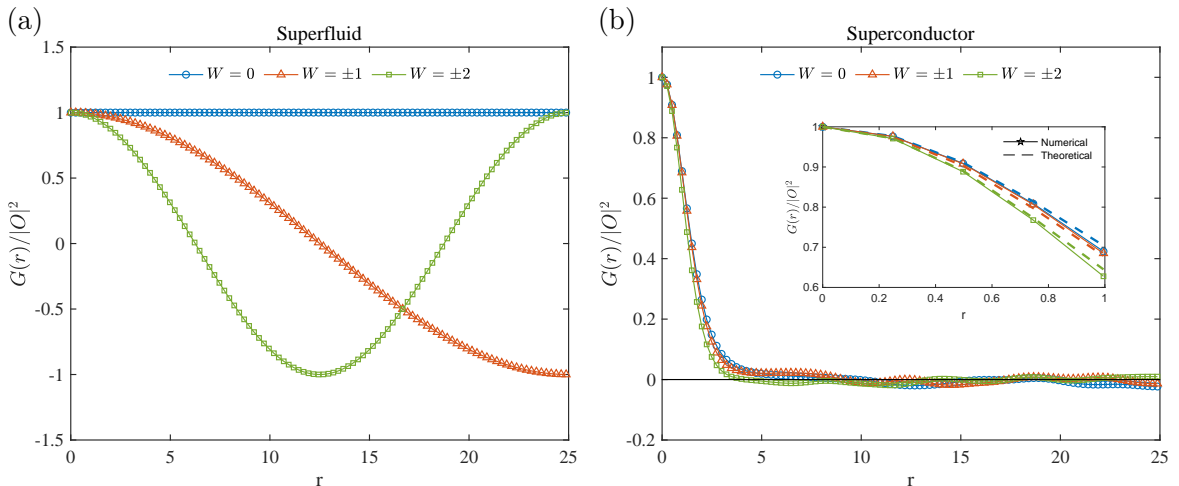 (a)
Superfluid
W = 0
W = ±1
W = ±2
G(r)/|O|²
1.5
1
0.5
0
-0.5
-1
-1.5
0 5 10 15 20 25
r
(b)
Superconductor
W = 0
W = ±1
W = ±2
G(r)/|O|²
1
0.8
0.6
0.4
0.2
0
-0.2
0 5 10 15 20 25
r
Numerical
Theoretical
G(r)/|O|²
1
0.9
0.8
0.7
0.6
0 0.2 0.4 0.6 0.8 1
r